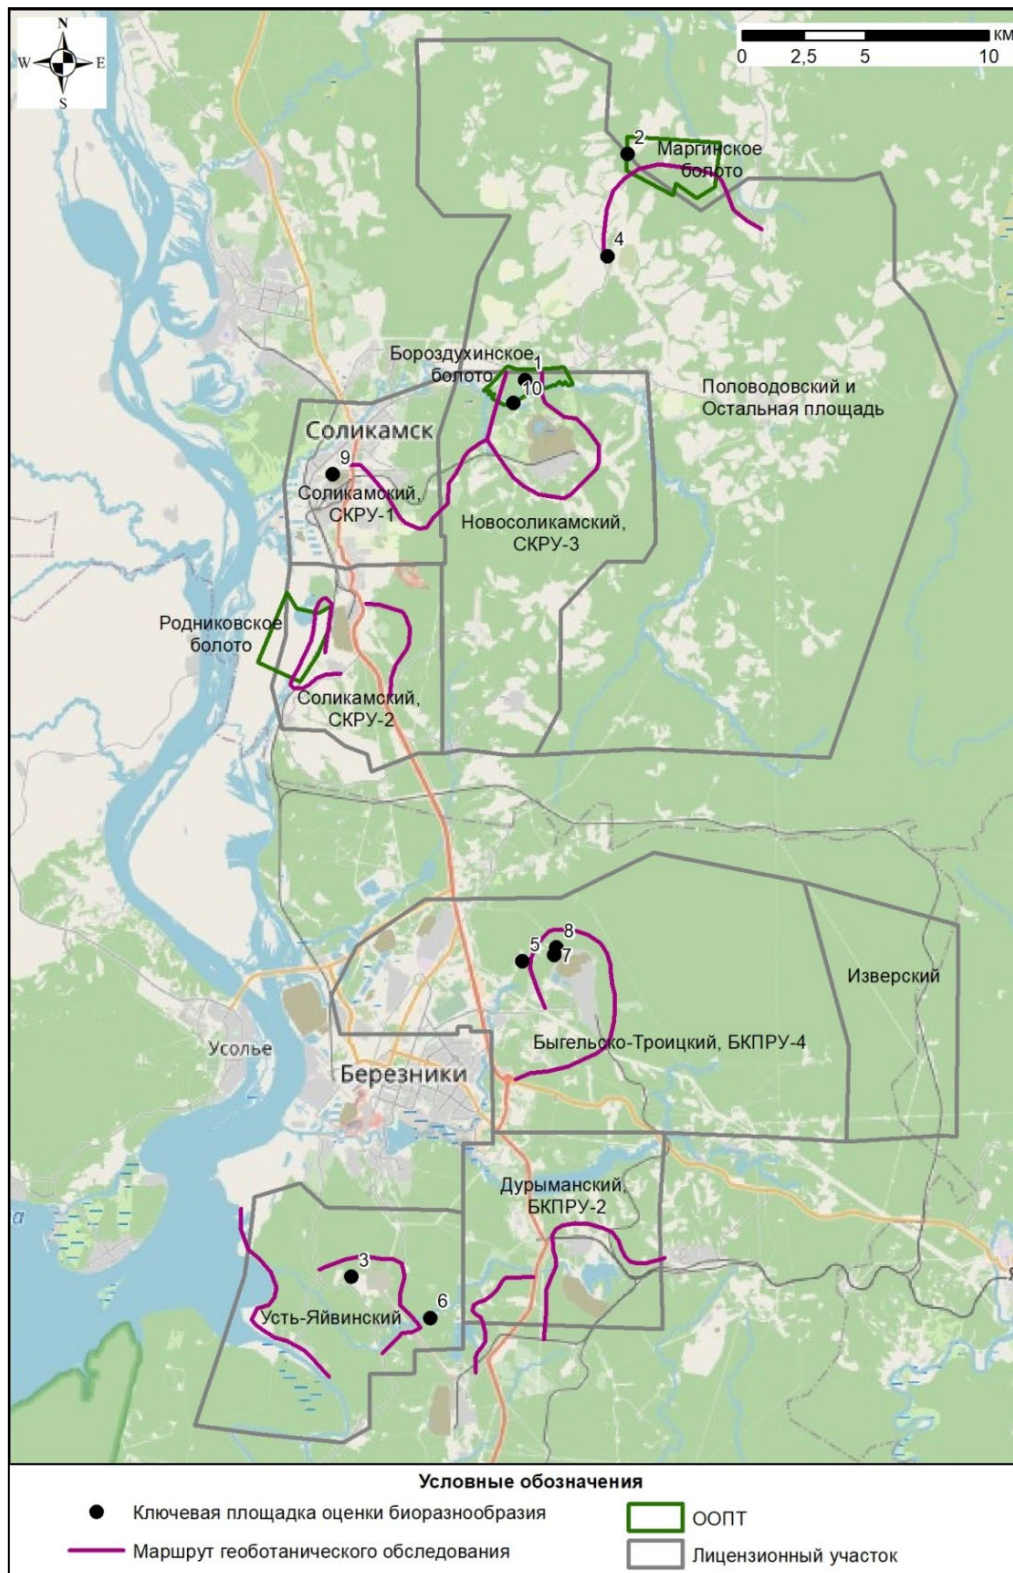 N
W E
S
км
0 2,5 5 10
2
Маргинское
болото
4
Бороздухинское
болото
1
10
Половодовский и
Остальная площадь
Соликамск
9
Соликамский,
СКРУ-1
Новосоликамский,
СКРУ-3
Родниковское
болото
Соликамский,
СКРУ-2
5
8
7
Изверский
Быгельско-Троицкий, БКПРУ-4
Усолье
Березники
Дурыманский,
БКПРУ-2
а
Я
3
6
Усть-Яйвинский
Условные обозначения
Ключевая площадка оценки биоразнообразия
ООПТ
Маршрут геоботанического обследования
Лицензионный участок